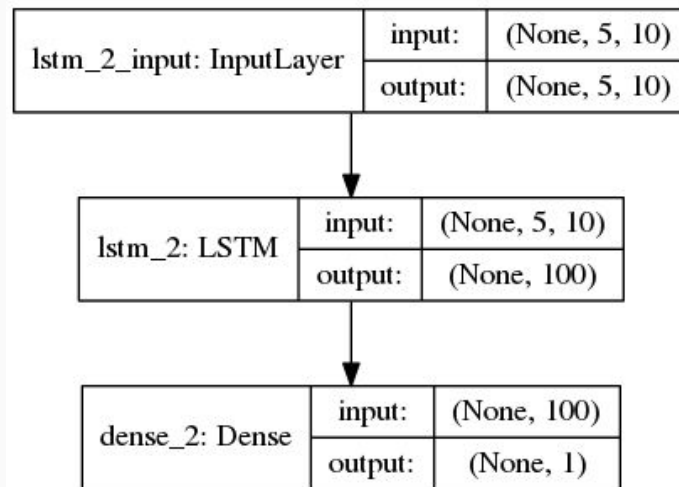 lstm_2_input: InputLayer
input: (None, 5, 10)
output: (None, 5, 10)
lstm_2: LSTM
input: (None, 5, 10)
output: (None, 100)
dense_2: Dense
input: (None, 100)
output: (None, 1)